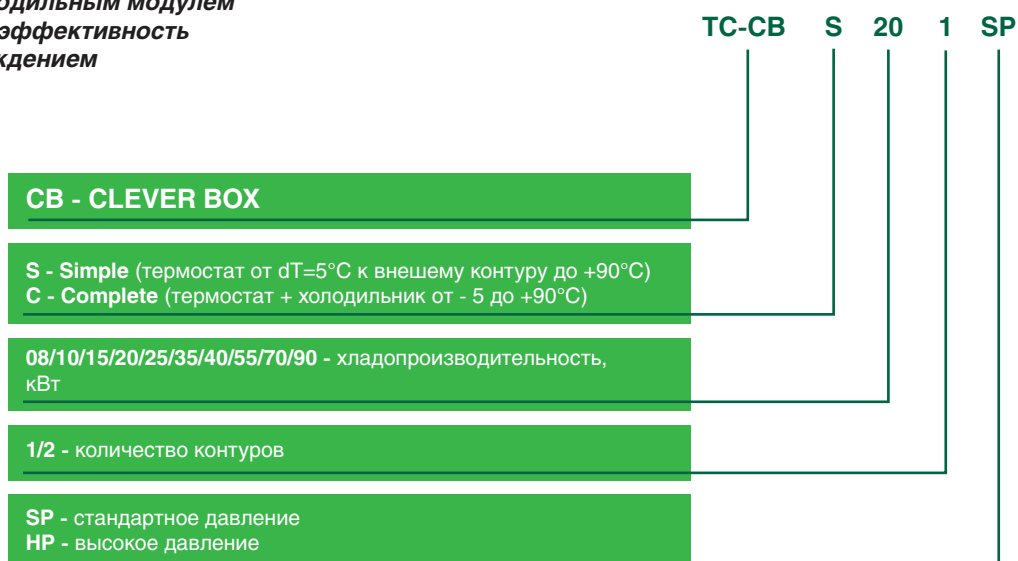 эффективность
TC-CB S 20 1 SP
CB - CLEVER BOX
S - Simple (термостат от dT=5°C к внешему контуру до +90°C)
C - Complete (термостат + холодильник от - 5 до +90°C)
08/10/15/20/25/35/40/55/70/90 - хладопроизводительность,
кВт
1/2 - количество контуров
SP - стандартное давление
HP - высокое давление